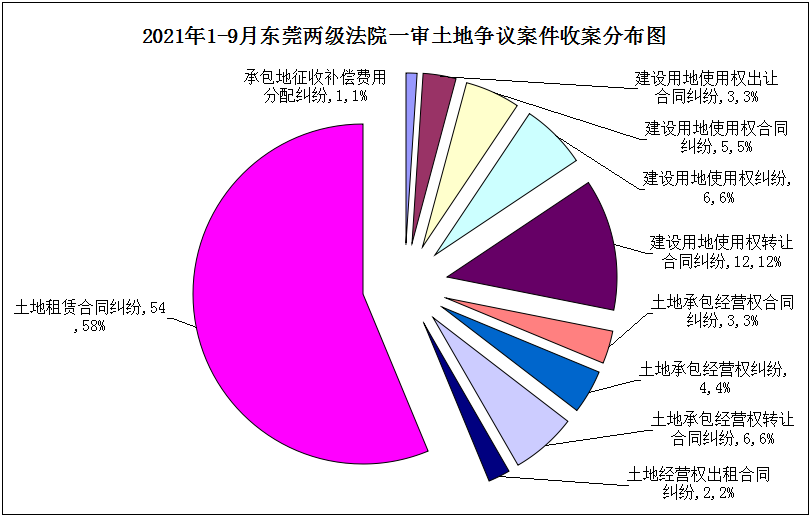 2021年1-9月东莞两级法院一审土地争议案件收案分布图
承包地征收补偿费用
分配纠纷,1,1%
建设用地使用权出让
合同纠纷,3,3%
建设用地使用权合同
纠纷,5,5%
建设用地使用权纠纷,
6,6%
建设用地使用权转让
合同纠纷,12,12%
土地承包经营权合同
纠纷,3,3%
土地承包经营权纠纷,
4,4%
土地承包经营权转让
合同纠纷,6,6%
土地经营权出租合同
纠纷,2,2%
土地租赁合同纠纷,54
,58%